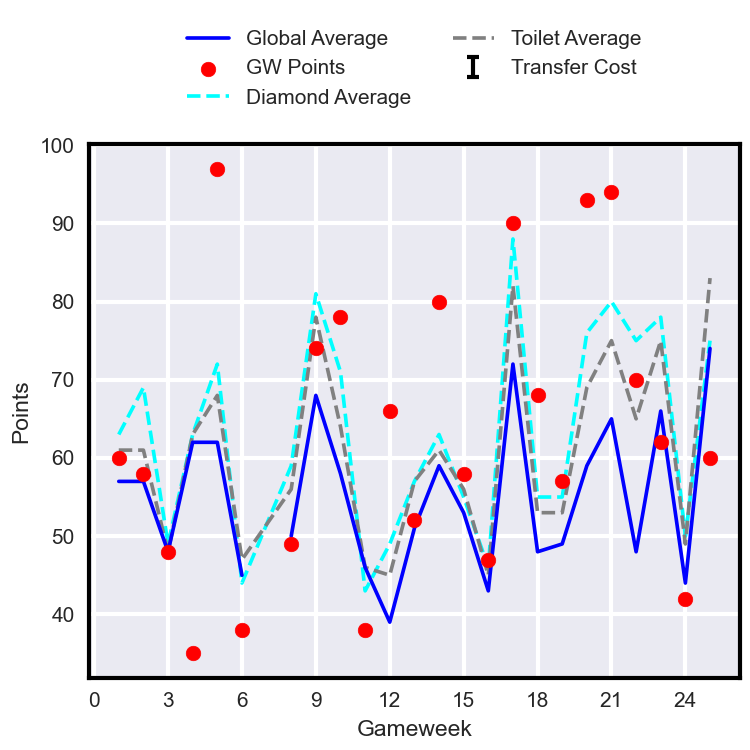 Global Average
GW Points
Diamond Average
Toilet Average
Transfer Cost
100
90
80
70
60
50
40
Points
0 3 6 9 12 15 18 21 24
Gameweek